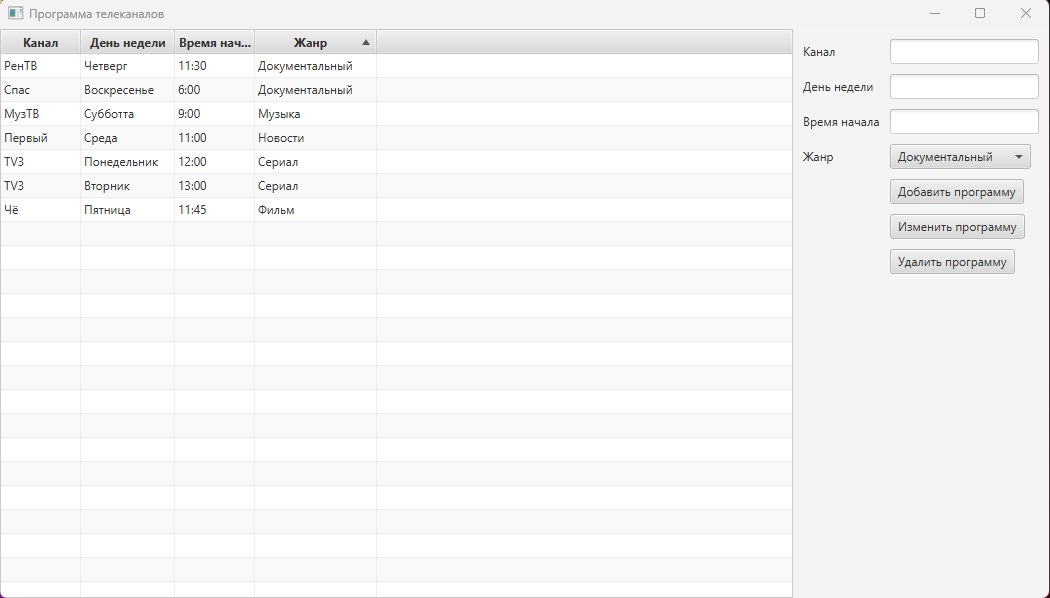 Программа телеканалов
Канал День недели Время нач... Жанр
РенТВ Четверг 11:30 Документальный
Спас Воскресенье 6:00 Документальный
МузТВ Субботта 9:00 Музыка
Первый Среда 11:00 Новости
TV3 Понедельник 12:00 Сериал
TV3 Вторник 13:00 Сериал
Чё Пятница 11:45 Фильм
Канал
День недели
Время начала
Жанр Документальный
Добавить программу
Изменить программу
Удалить программу